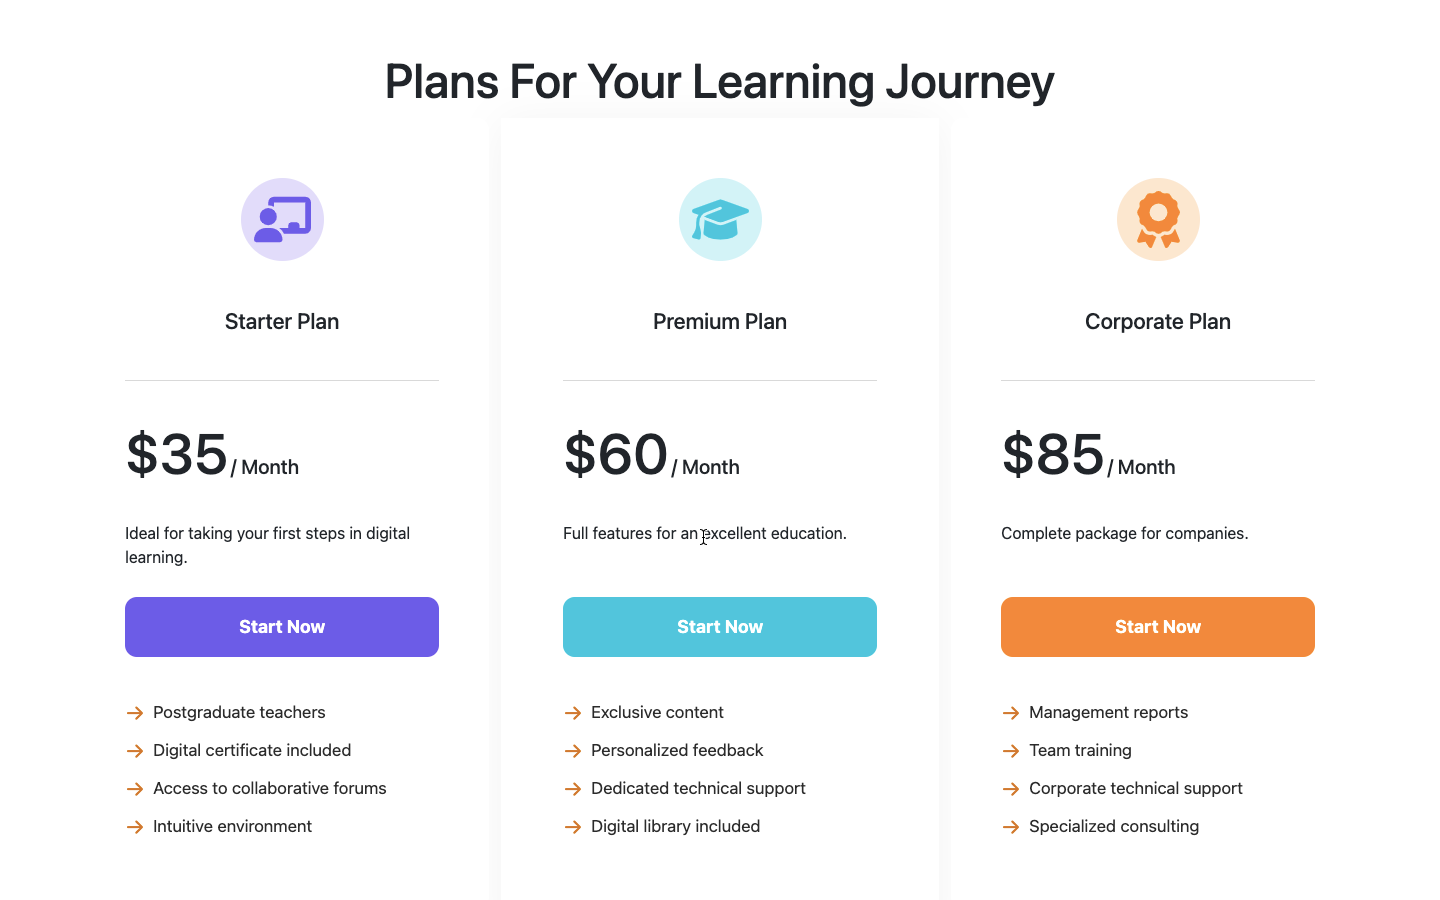 Plans For Your Learning Journey
Starter Plan
$35 / Month
Ideal for taking your first steps in digital
learning.
Start Now
Postgraduate teachers
Digital certificate included
Access to collaborative forums
Intuitive environment
Premium Plan
$60 / Month
Full features for an excellent education.
Start Now
Exclusive content
Personalized feedback
Dedicated technical support
Digital library included
Corporate Plan
$85 / Month
Complete package for companies.
Start Now
Management reports
Team training
Corporate technical support
Specialized consulting